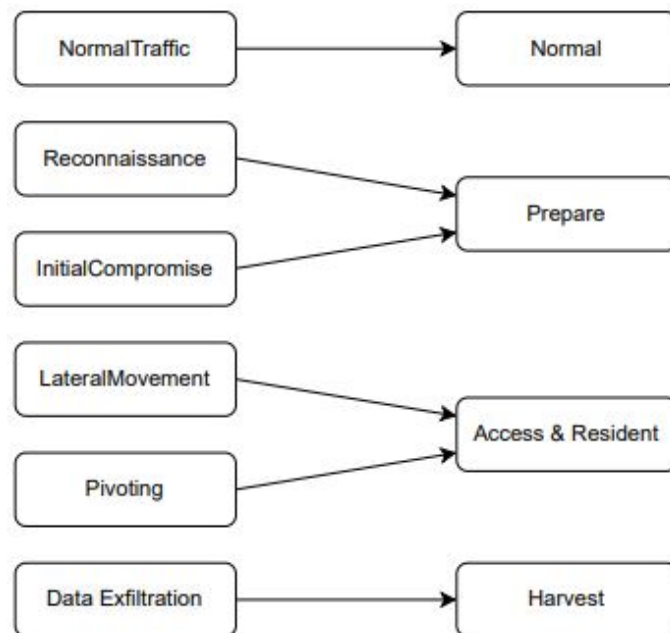 NormalTraffic
Normal
Reconnaissance
Prepare
InitialCompromise
LateralMovement
Access & Resident
Pivoting
Data Exfiltration
Harvest